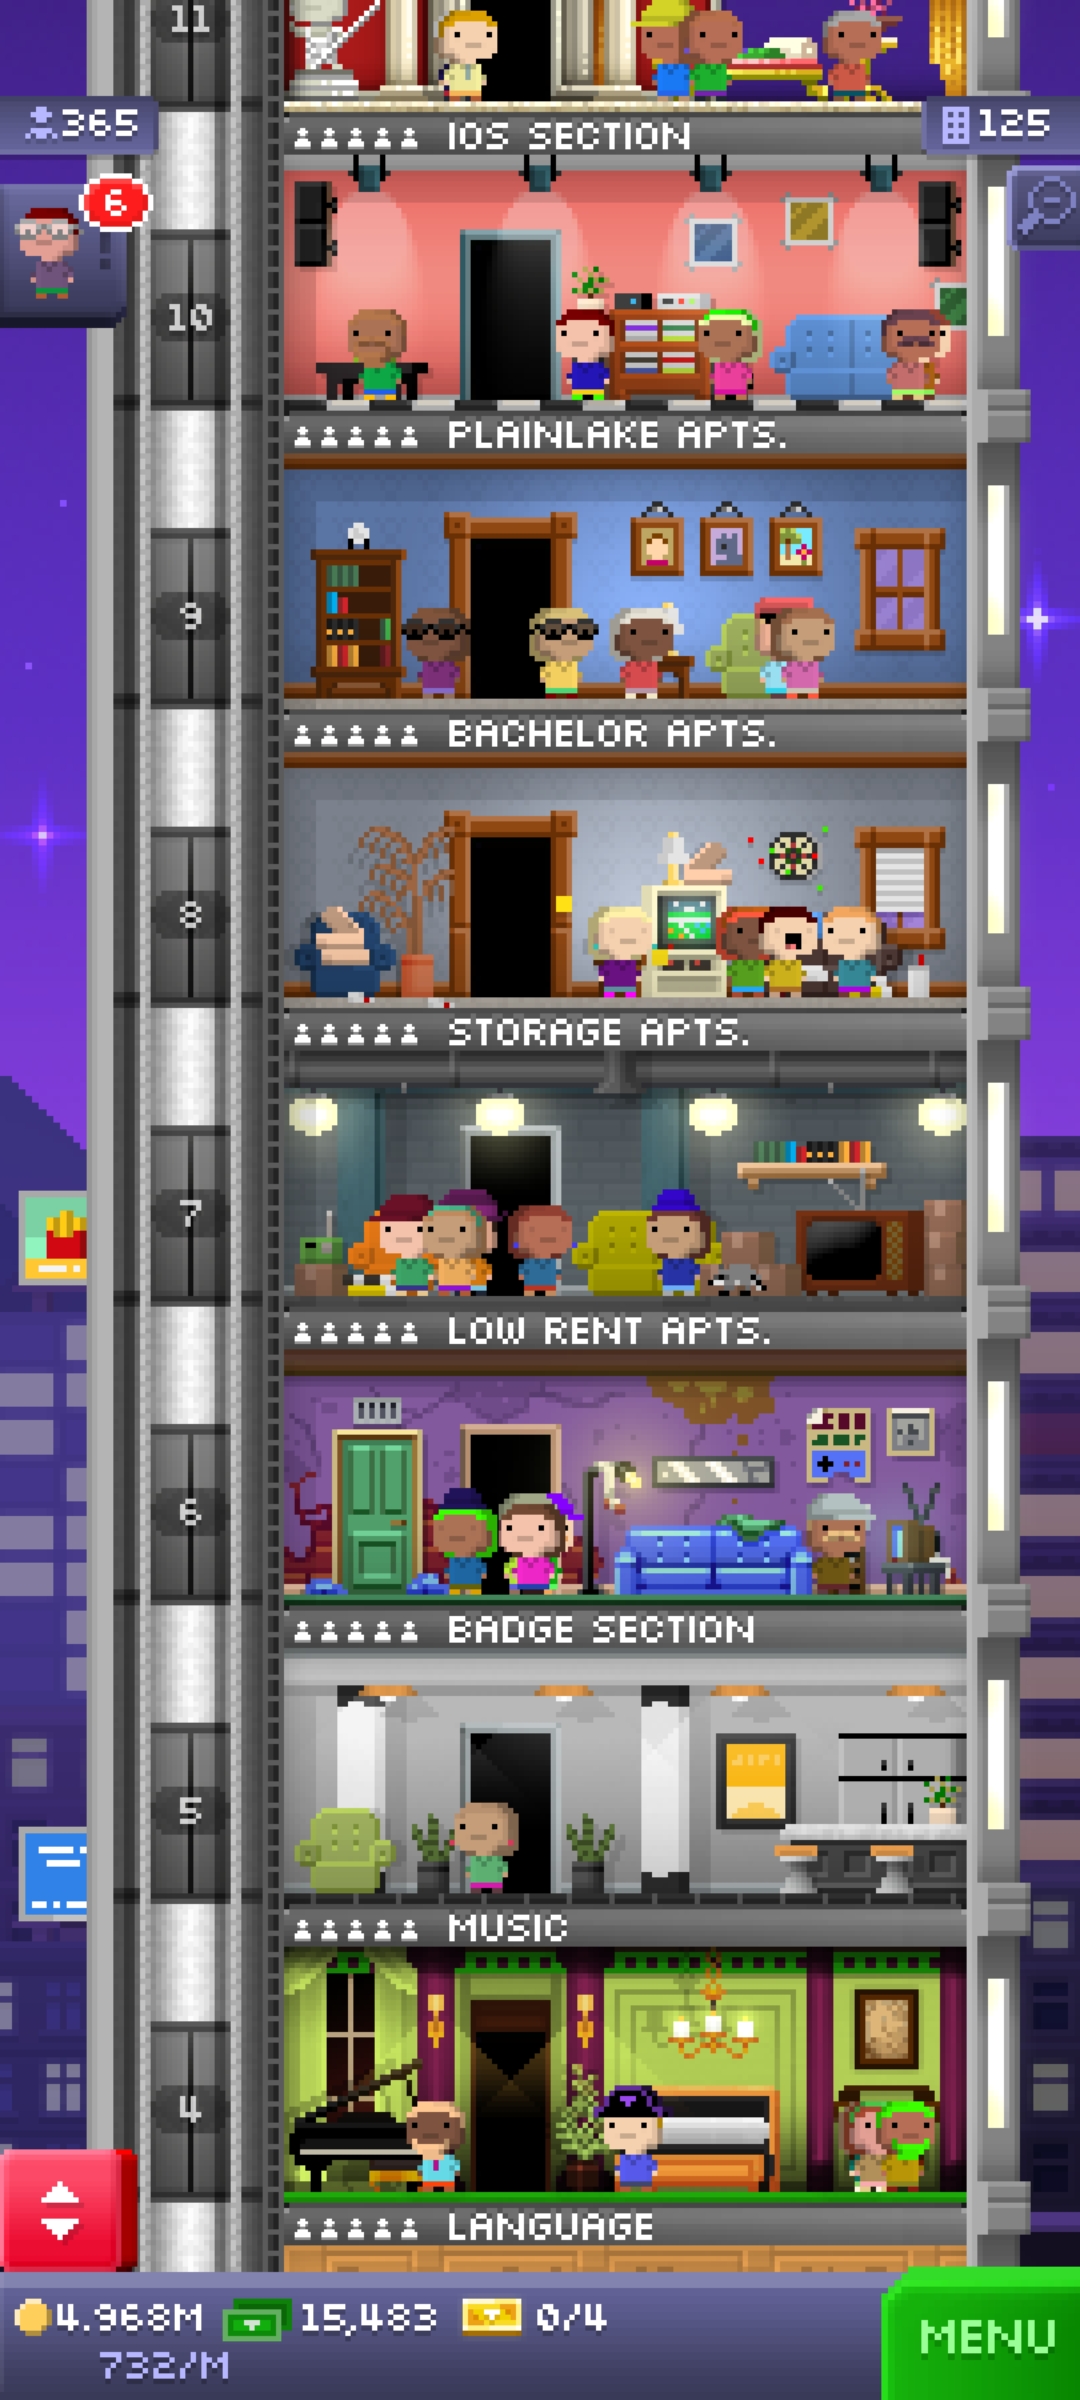 11
365
IOS SECTION
125
6
10
PLAINLAKE APTS.
9
BACHELOR APTS.
8
STORAGE APTS.
7
LOW RENT APTS.
6
BADGE SECTION
5
MUSIC
4
LANGUAGE
4.968M 15,483 0/4
732/M
MENU